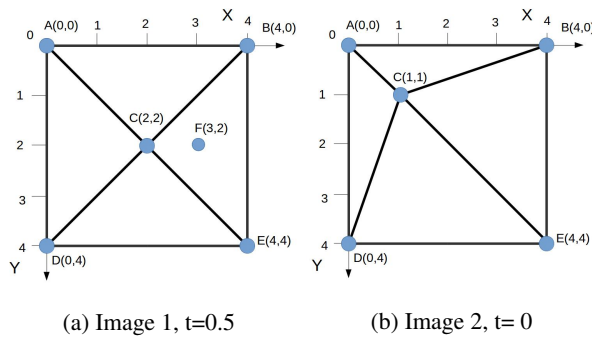 X X
A(0,0) B(4,0) A(0,0) B(4,0)
0 1 2 3 4 0 1 2 3 4
C(1,1)
1 1
C(2,2) F(3,2)
2 2
3 3
4 4
E(4,4) E(4,4)
D(0,4) D(0,4)
Y Y
(a) Image 1, t=0.5 (b) Image 2, t= 0